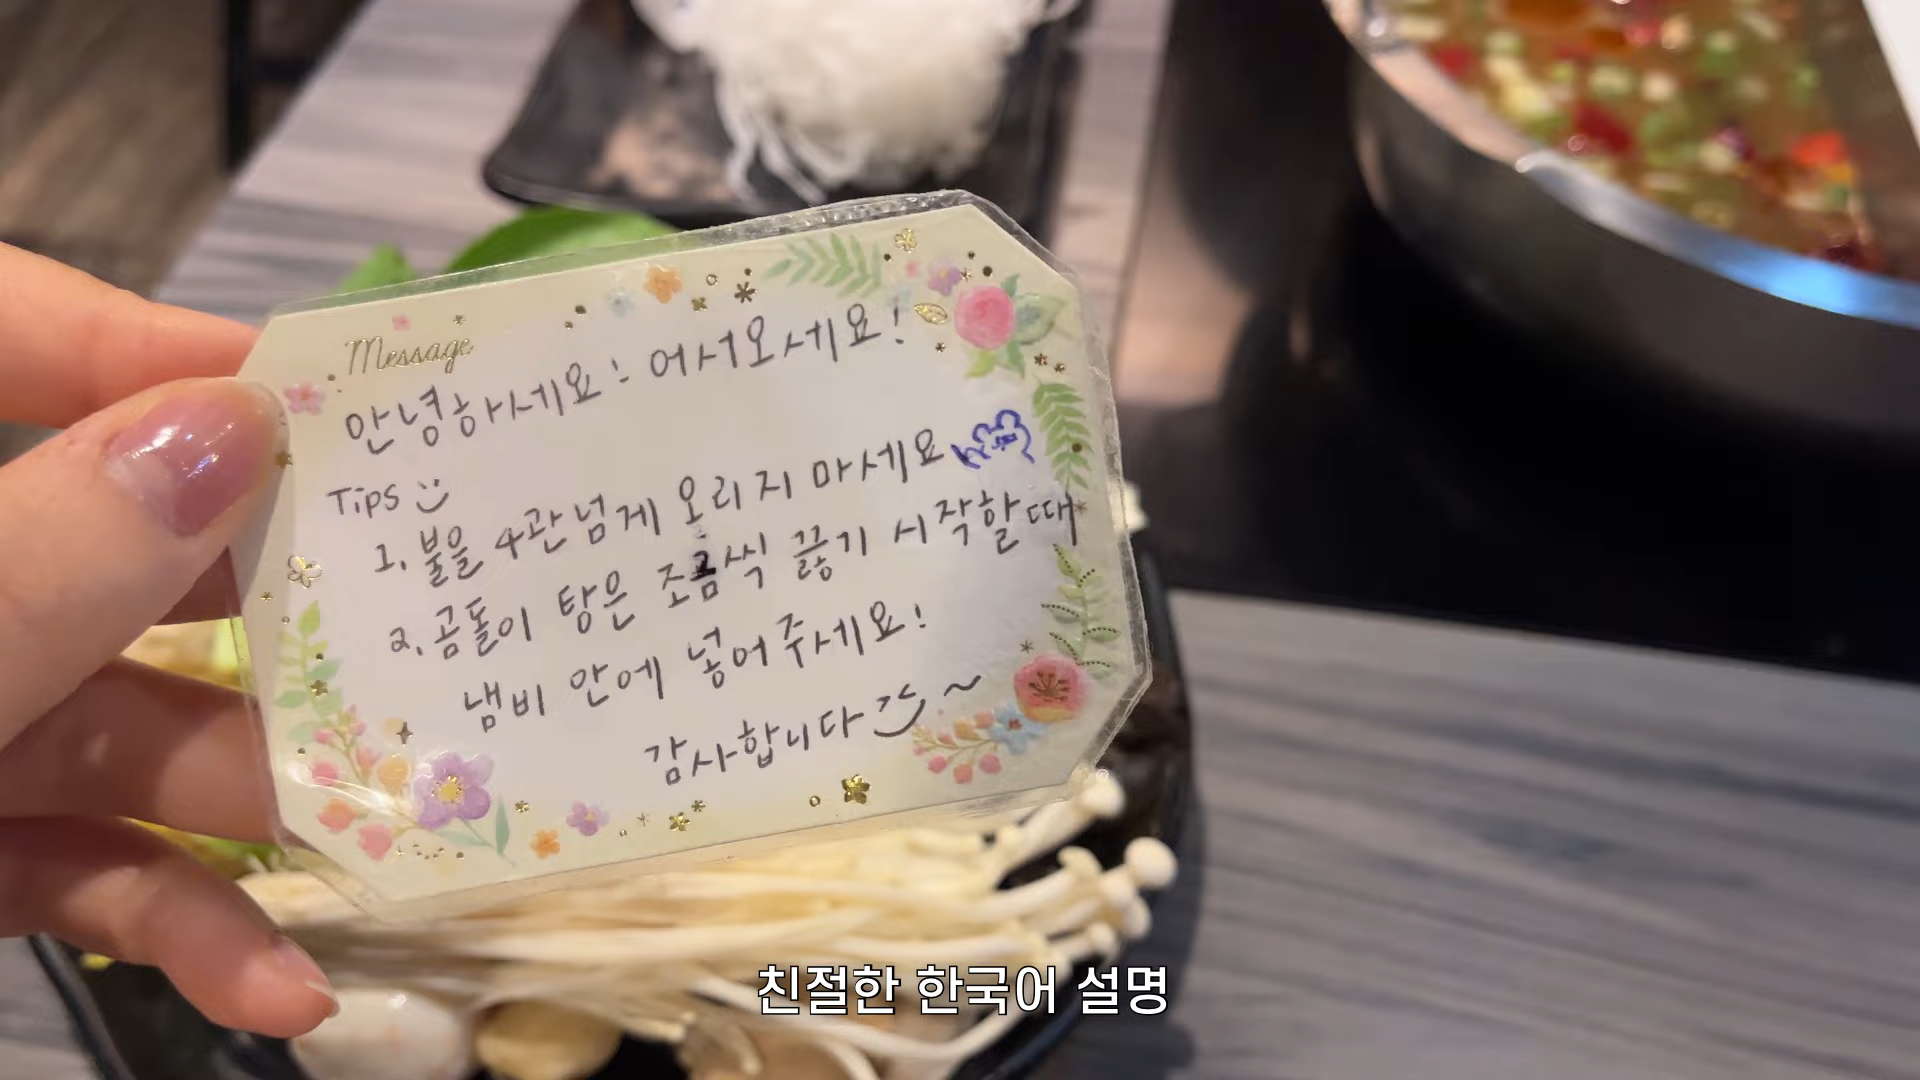 Message
안녕하세요! 어서오세요!
Tips
1. 불을 4관넘게 오리지 마세요
2. 곰돌이 탕은 조금씩 끓기 시작할때
냄비 안에 넣어주세요!
감사합니다 ~
친절한 한국어 설명